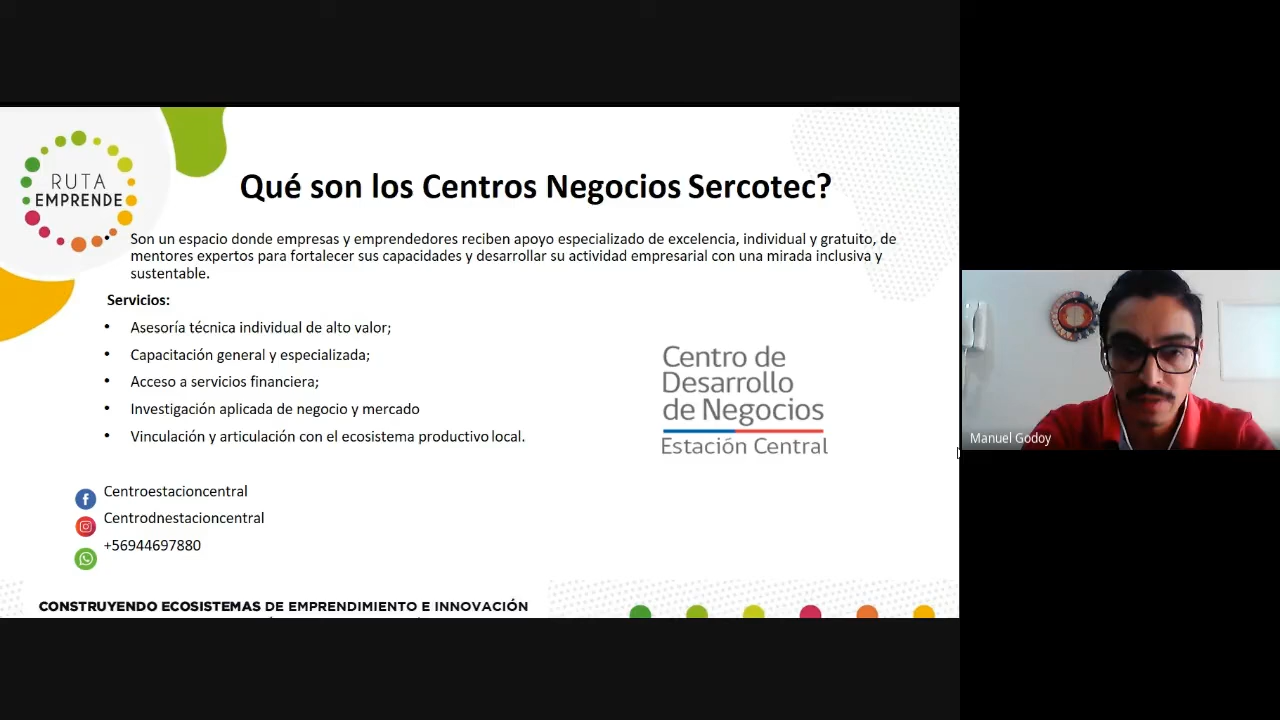 RUTA
EMPRENDE
Qué son los Centros Negocios Sercotec?
• Son un espacio donde empresas y emprendedores reciben apoyo especializado de excelencia, individual y gratuito, de
mentores expertos para fortalecer sus capacidades y desarrollar su actividad empresarial con una mirada inclusiva y
sustentable.
Servicios:
• Asesoría técnica individual de alto valor;
• Capacitación general y especializada;
• Acceso a servicios financiera;
• Investigación aplicada de negocio y mercado
• Vinculación y articulación con el ecosistema productivo local.
Centro de
Desarrollo
de Negocios
Estación Central
Centroestacioncentral
Centrodnestacioncentral
+56944697880
CONSTRUYENDO ECOSISTEMAS DE EMPRENDIMIENTO E INNOVACIÓN
Manuel Godoy